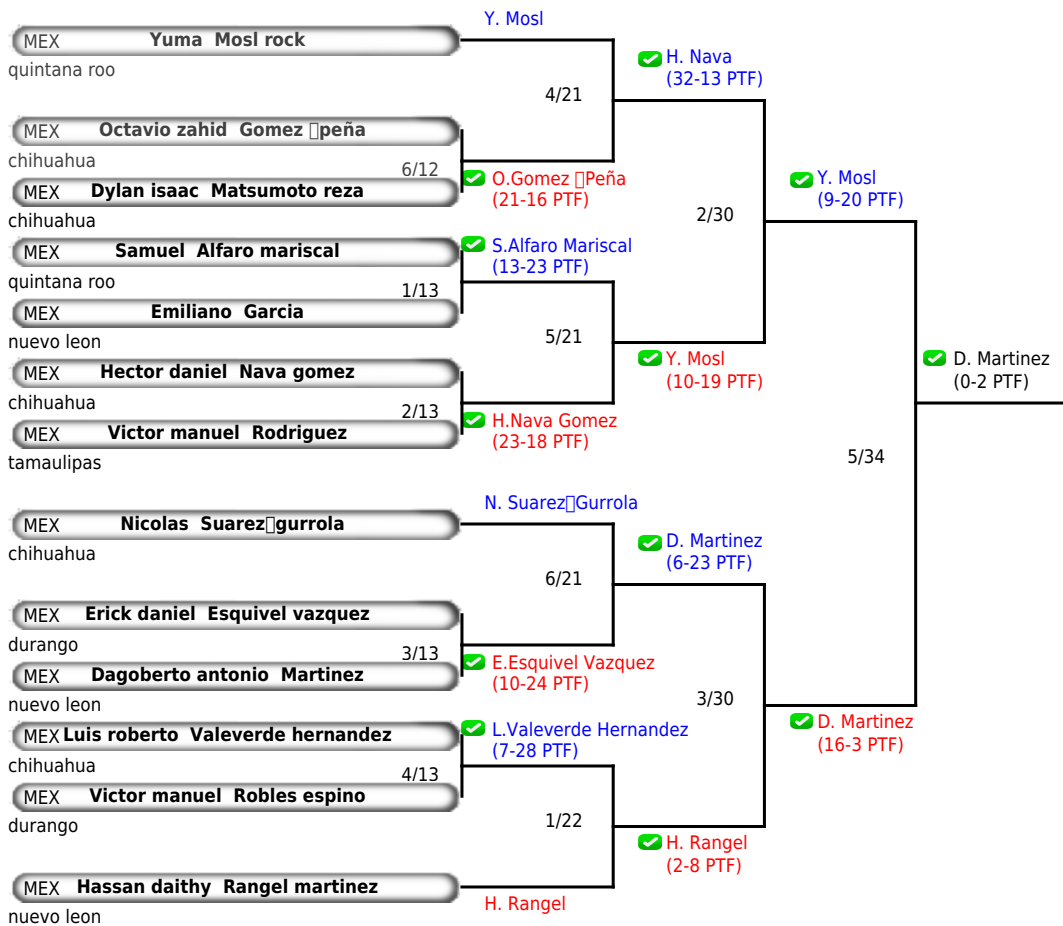 Y. Mosl
MEX Yuma Mosl rock
quintana roo
MEX Octavio zahid Gomez peña
chihuahua
6/12
MEX Dylan isaac Matsumoto reza
chihuahua
O.Gomez Peña
(21-16 PTF)
4/21
H. Nava
(32-13 PTF)
MEX Samuel Alfaro mariscal
quintana roo
1/13
MEX Emiliano Garcia
nuevo leon
S.Alfaro Mariscal
(13-23 PTF)
MEX Hector daniel Nava gomez
chihuahua
2/13
MEX Victor manuel Rodriguez
tamaulipas
H.Nava Gomez
(23-18 PTF)
5/21
Y. Mosl
(10-19 PTF)
2/30
Y. Mosl
(9-20 PTF)
N. Suarez Gurrola
MEX Nicolas Suarez gurrola
chihuahua
MEX Erick daniel Esquivel vazquez
durango
3/13
MEX Dagoberto antonio Martinez
nuevo leon
E.Esquivel Vazquez
(10-24 PTF)
6/21
D. Martinez
(6-23 PTF)
MEX Luis roberto Valeverde hernandez
chihuahua
4/13
MEX Victor manuel Robles espino
durango
L.Valeverde Hernandez
(7-28 PTF)
1/22
MEX Hassan daithy Rangel martinez
nuevo leon
H. Rangel
H. Rangel
(2-8 PTF)
3/30
D. Martinez
(16-3 PTF)
5/34
D. Martinez
(0-2 PTF)